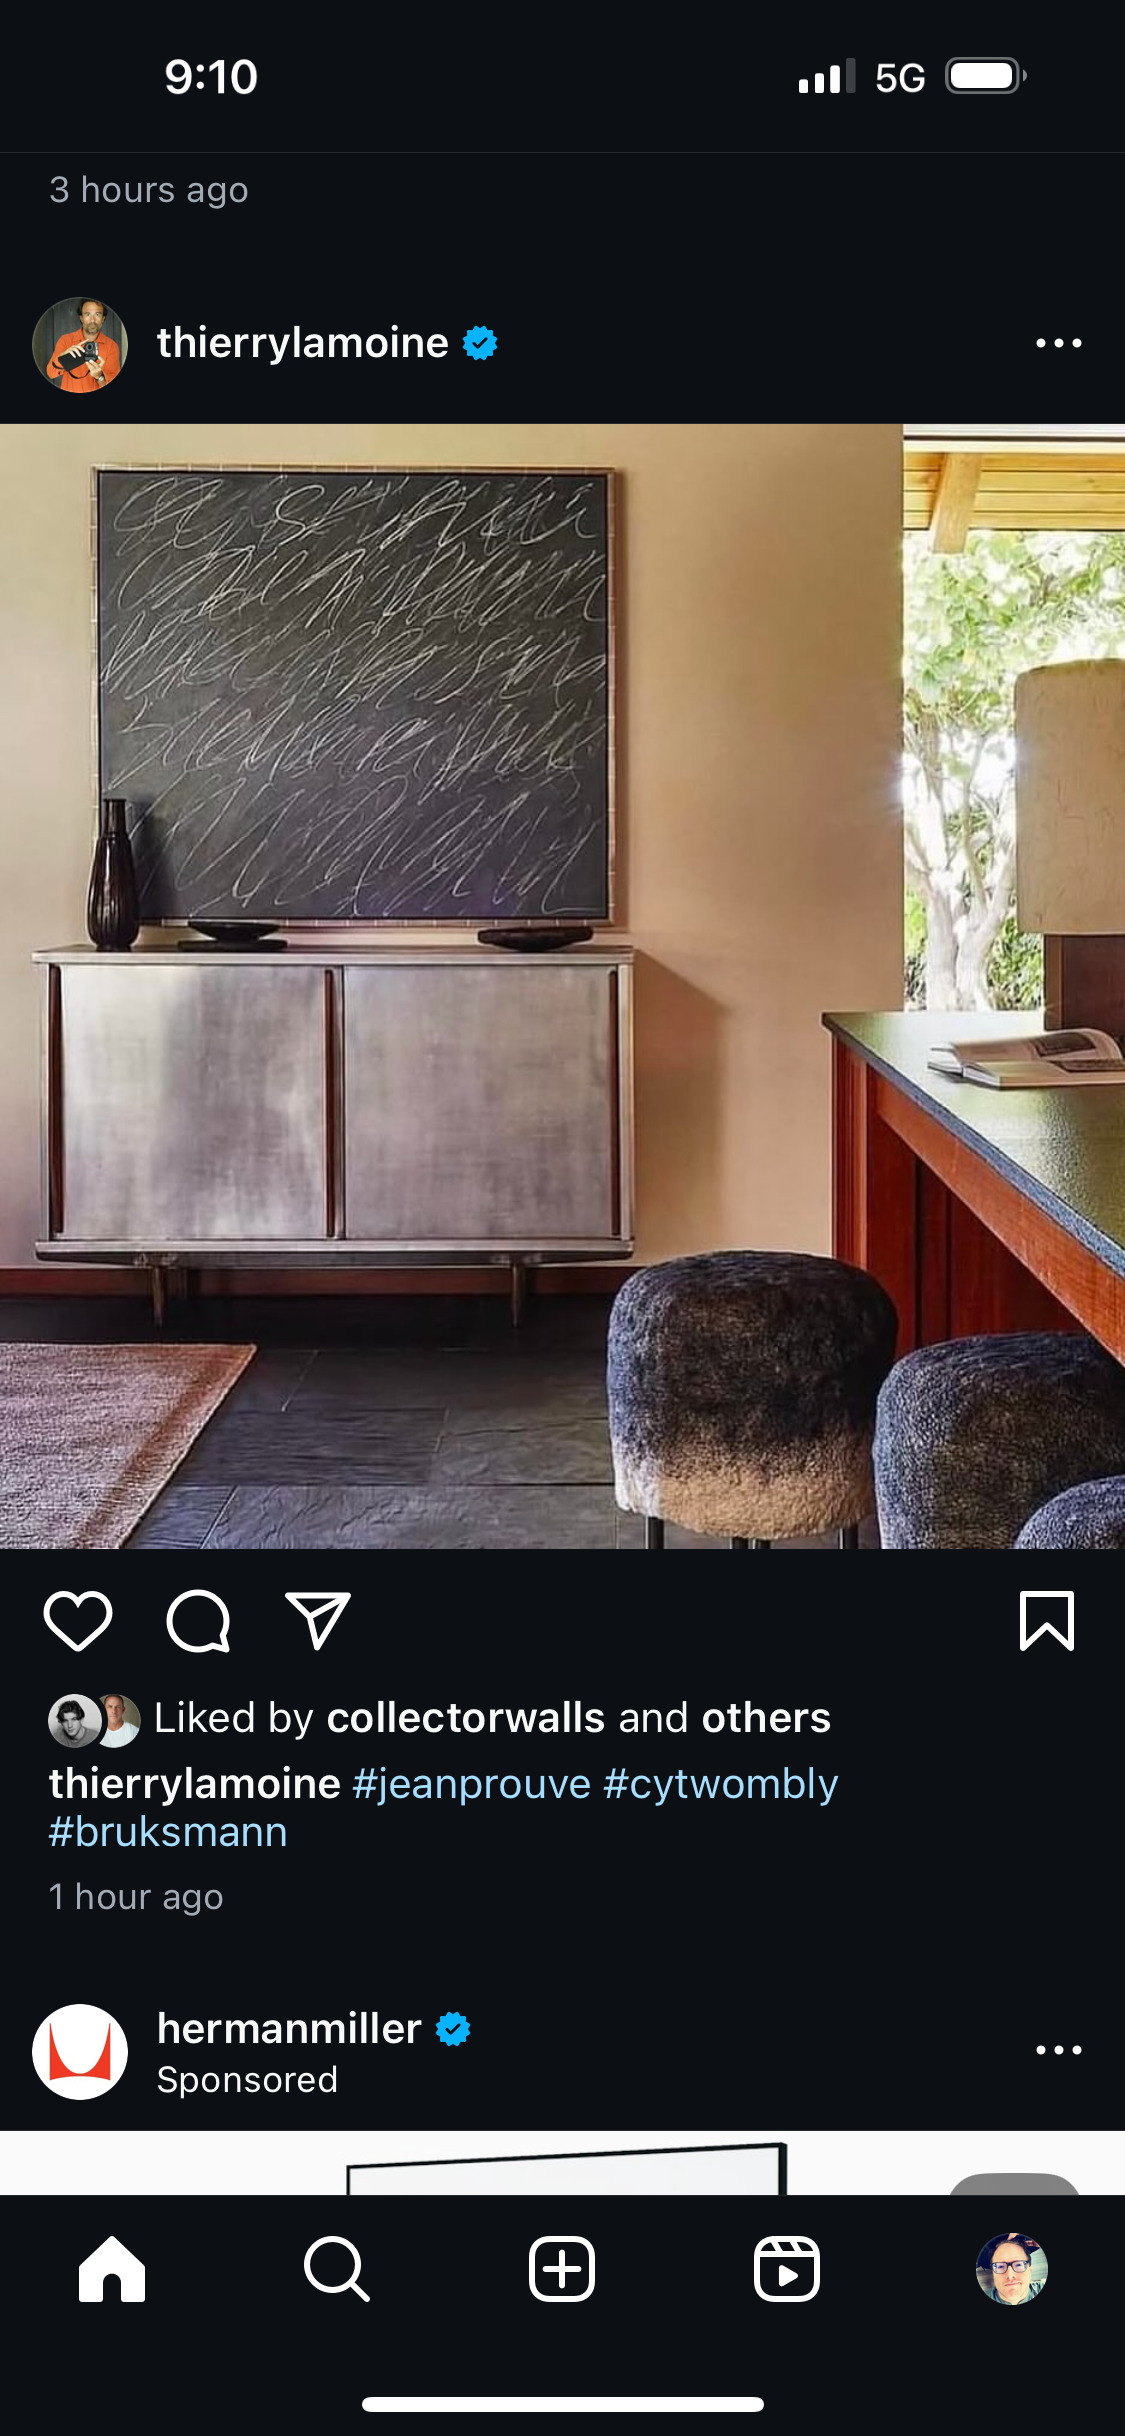 9:10
5G
3 hours ago
thierrylamoine
Liked by collectorwalls and others
thierrylamoine #jeanprouve #cytwombly
#bruksmann
1 hour ago
hermanmiller
Sponsored